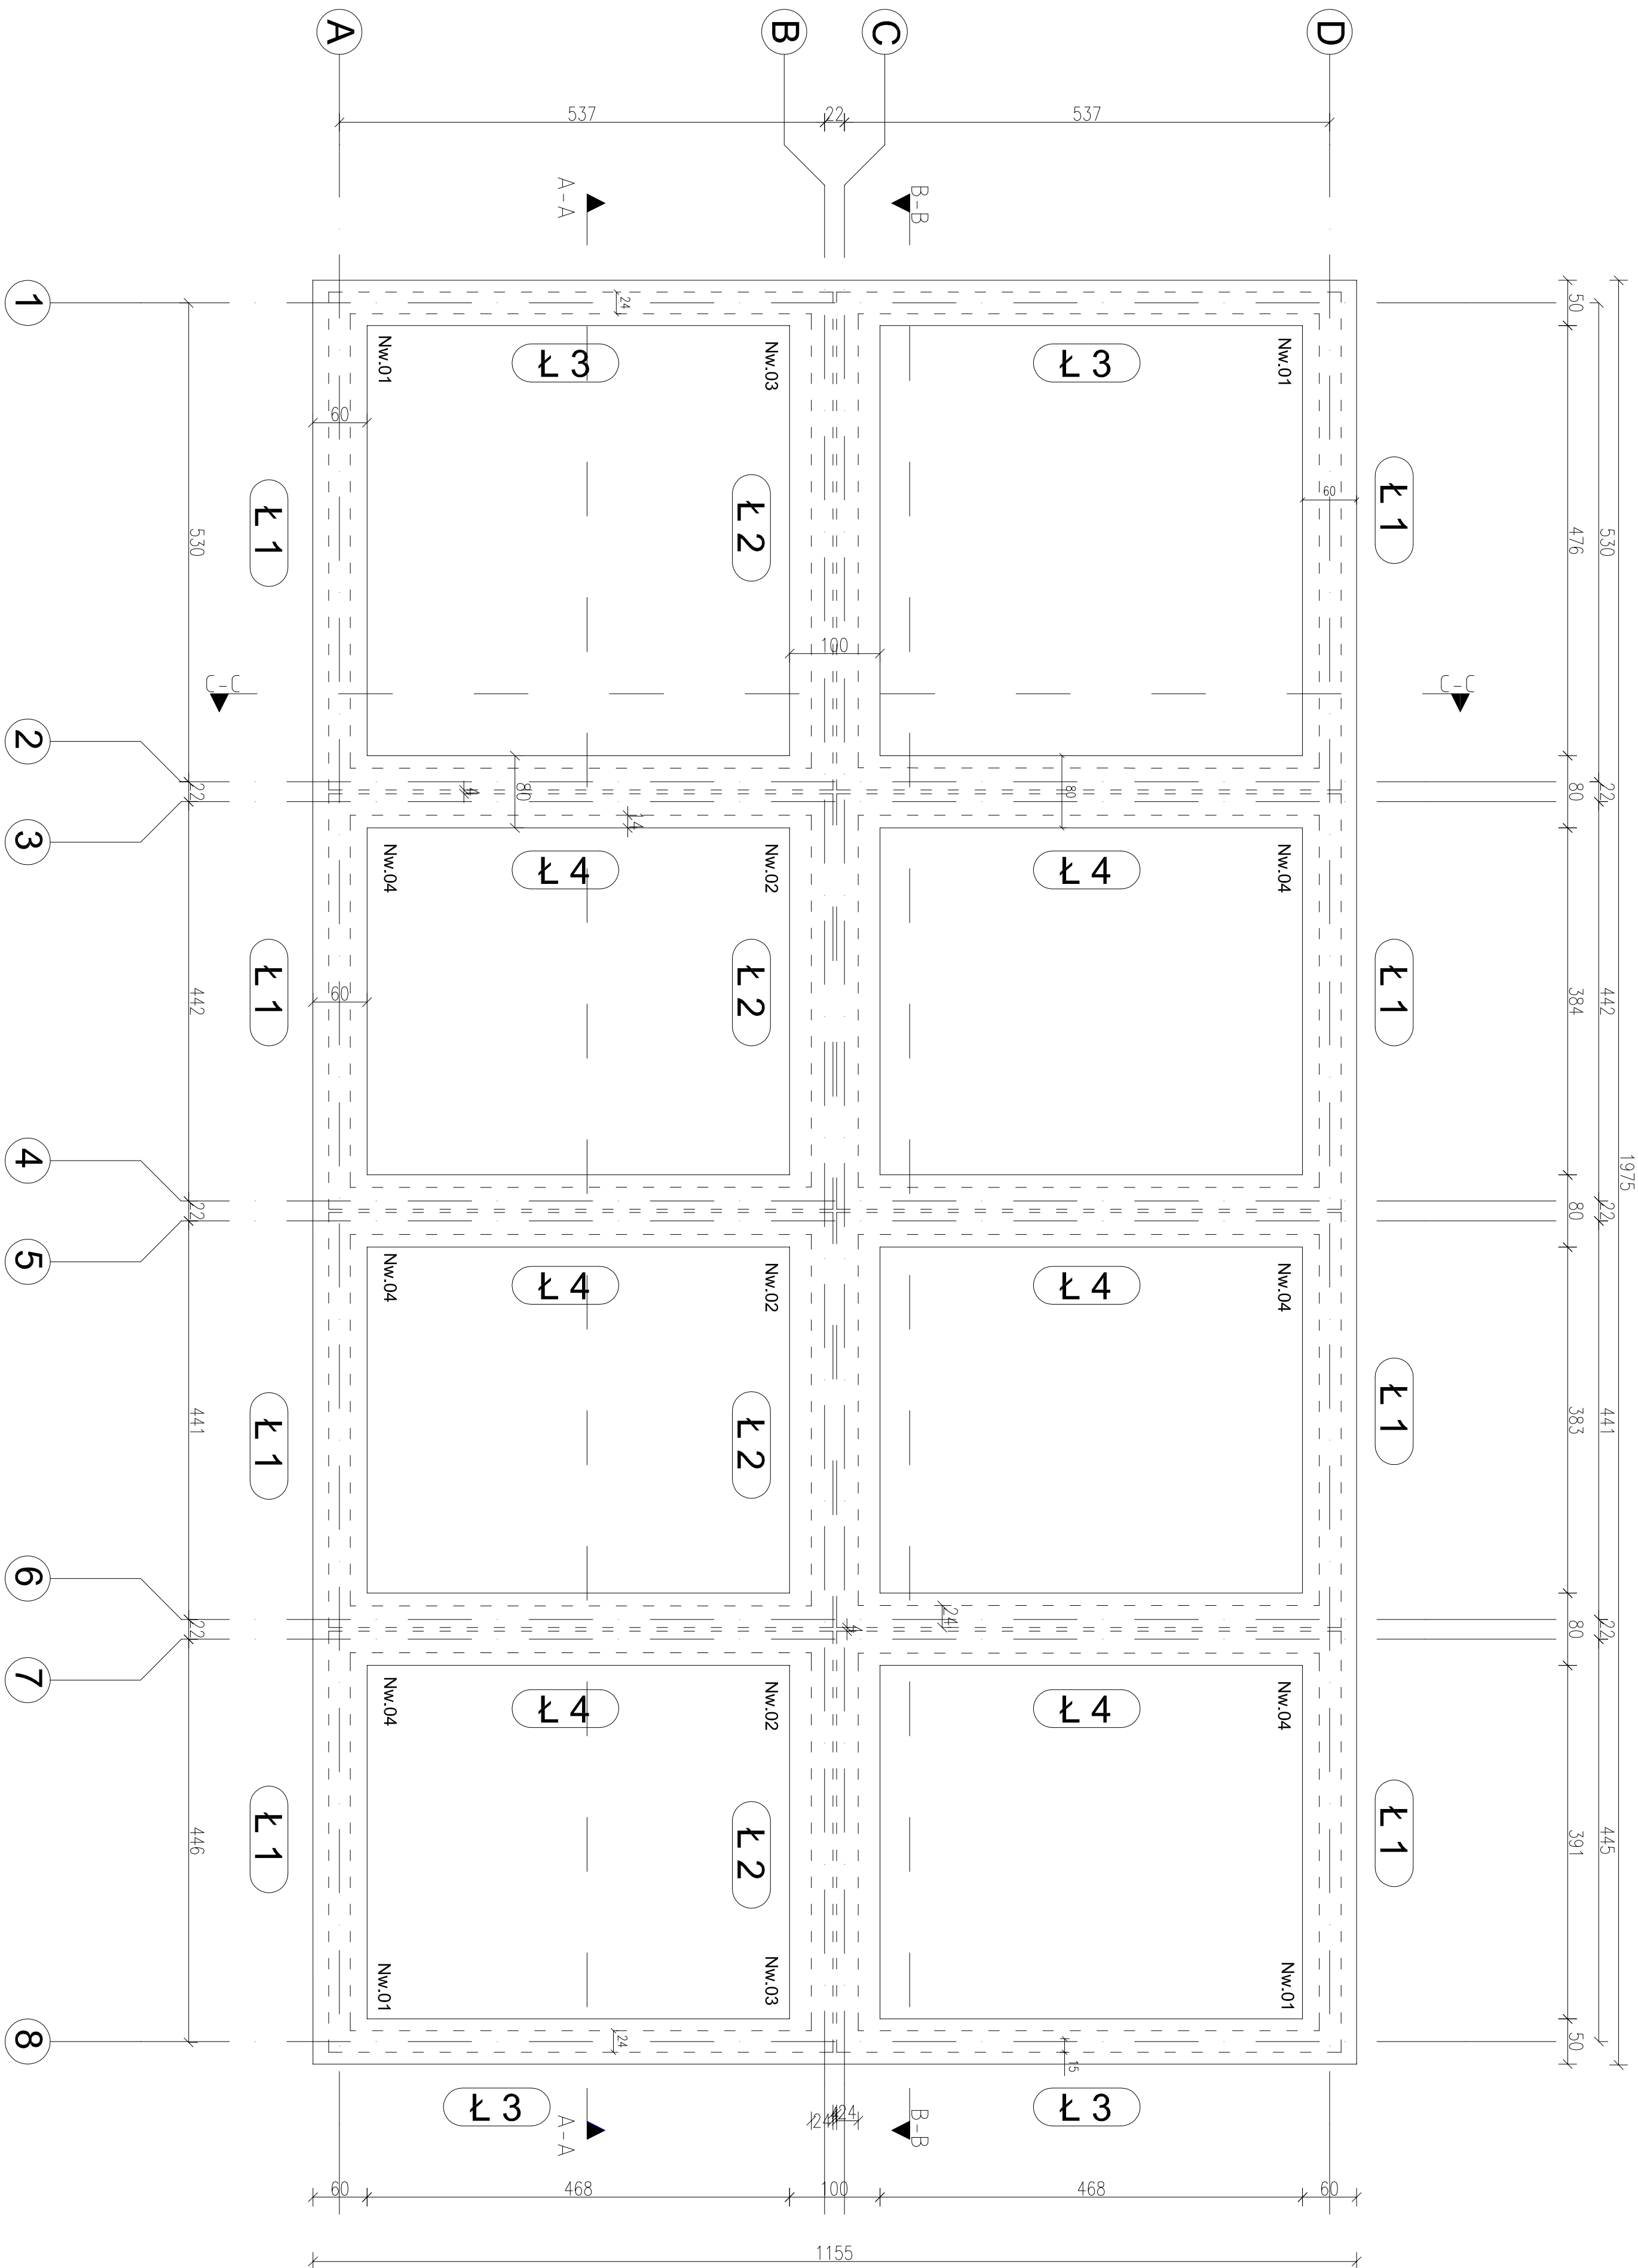 A
B
C
D
537
22
537
A-A
B-B
1975
50
530
476
22
80
442
384
22
80
441
383
22
80
445
391
50
1
530
2
22
3
442
4
22
5
441
6
22
7
446
8
24
Nw.01
Ł 3
Nw.03
Ł 3
Nw.01
60
60
Ł 1
Ł 2
Ł 1
100
C-C
C-C
4
80
14
80
Nw.04
Ł 4
Nw.02
Ł 4
Nw.04
60
Ł 1
Ł 2
Ł 1
Nw.04
Ł 4
Nw.02
Ł 4
Nw.04
Ł 1
Ł 2
Ł 1
24
4
Nw.04
Ł 4
Nw.02
Ł 4
Nw.04
Ł 1
Ł 2
Ł 1
Nw.01
Nw.03
Nw.01
24
15
Ł 3
Ł 3
A-A
24
4
24
B-B
60
468
100
468
60
1155